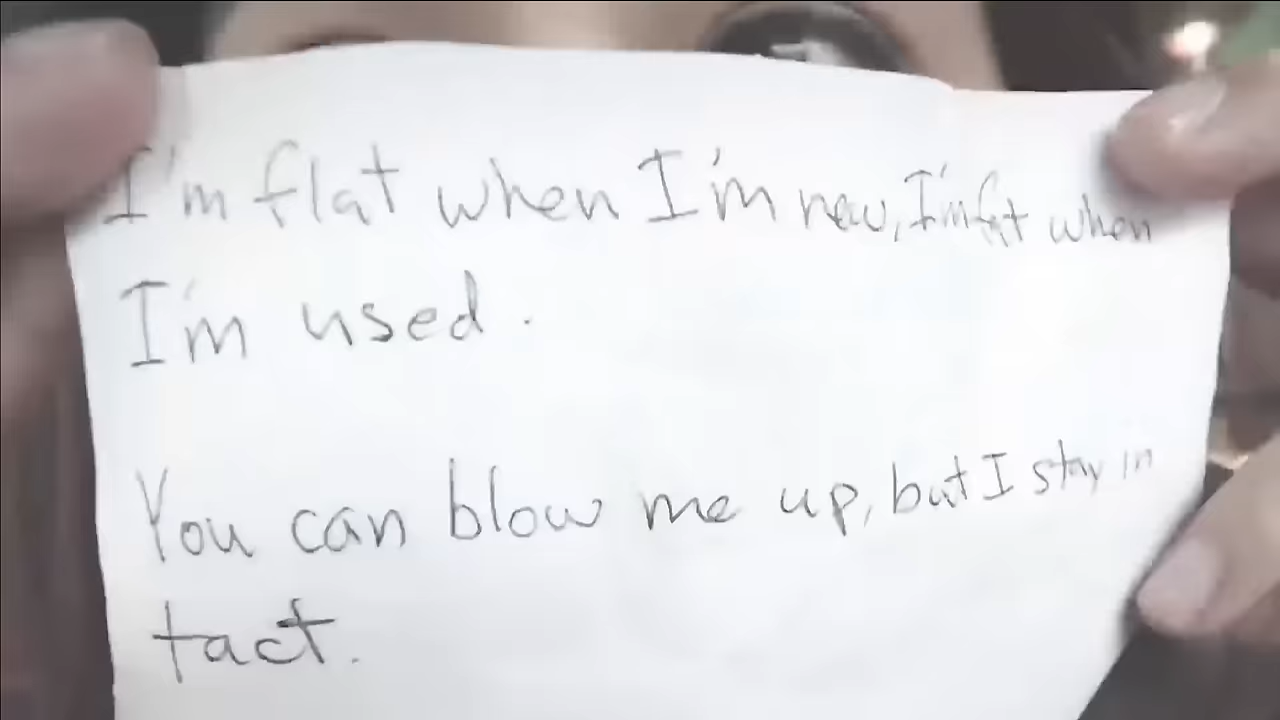 I'm flat when I'm new, I'm fat when
I'm used.
You can blow me up, but I stay in
tact.